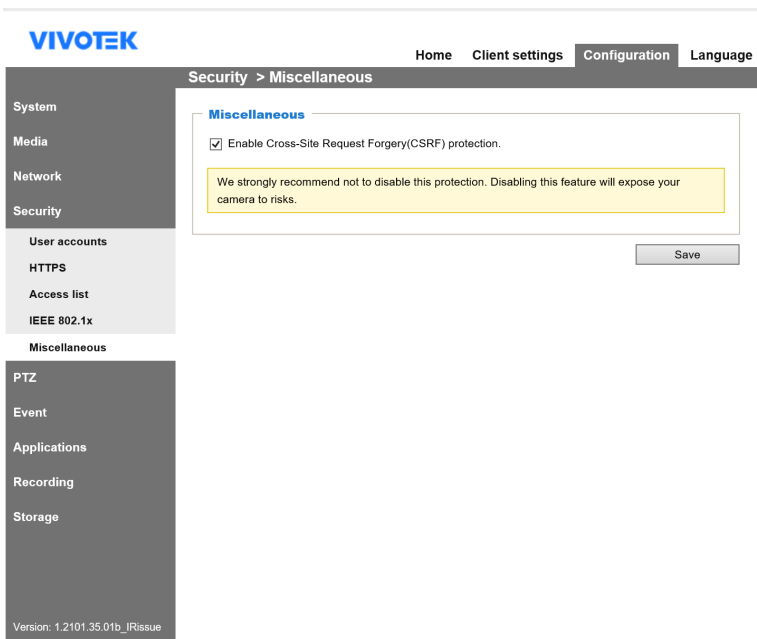 VIVOTEK
Home Client settings Configuration Language
Security > Miscellaneous
System
Media
Network
Security
User accounts
HTTPS
Access list
IEEE 802.1x
Miscellaneous
PTZ
Event
Applications
Recording
Storage
Version: 1.2101.35.01b_IRissue
Miscellaneous
Enable Cross-Site Request Forgery(CSRF) protection.
We strongly recommend not to disable this protection. Disabling this feature will expose your
camera to risks.
Save